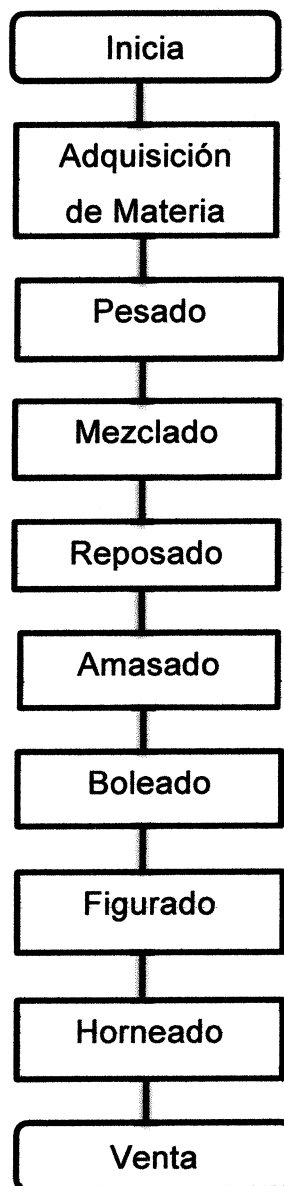 Inicia
Adquisición
de Materia
Pesado
Mezclado
Reposado
Amasado
Boleado
Figurado
Horneado
Venta